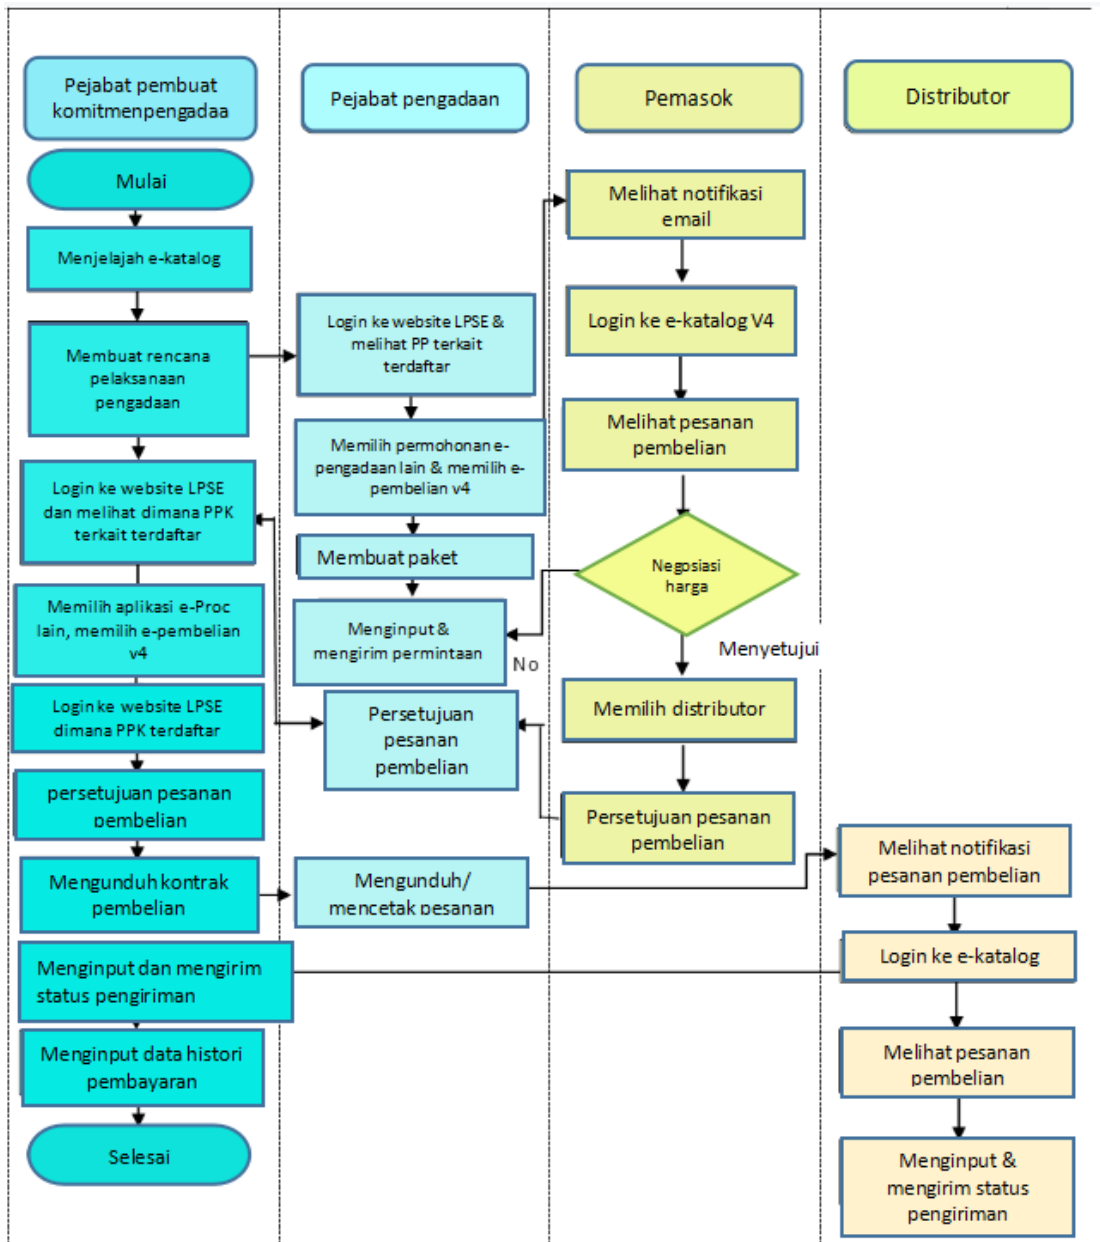 Pejabat pembuat
komitmenpengadaa
Pejabat pengadaan
Pemasok
Distributor
Mulai
Menjelajah e-katalog
Membuat rencana
pelaksanaan
pengadaan
Login ke website LPSE
dan melihat dimana PPK
terkait terdaftar
Memilih aplikasi e-Proc
lain, memilih e-pembelian
v4
Login ke website LPSE
dimana PPK terdaftar
persetujuan pesanan
pembelian
Mengunduh kontrak
pembelian
Menginput dan mengirim
status pengiriman
Menginput data histori
pembayaran
Selesai
Login ke website LPSE &
melihat PP terkait
terdaftar
Memilih permohonan e-
pengadaan lain & memilih e-
pembelian v4
Membuat paket
Menginput &
mengirim permintaan
No
Persetujuan
pesanan
pembelian
Mengunduh/
mencetak pesanan
Melihat notifikasi
email
Login ke e-katalog V4
Melihat pesanan
pembelian
Negosiasi
harga
Menyetujui
Memilih distributor
Persetujuan pesanan
pembelian
Melihat notifikasi
pesanan pembelian
Login ke e-katalog
Melihat pesanan
pembelian
Menginput &
mengirim status
pengiriman